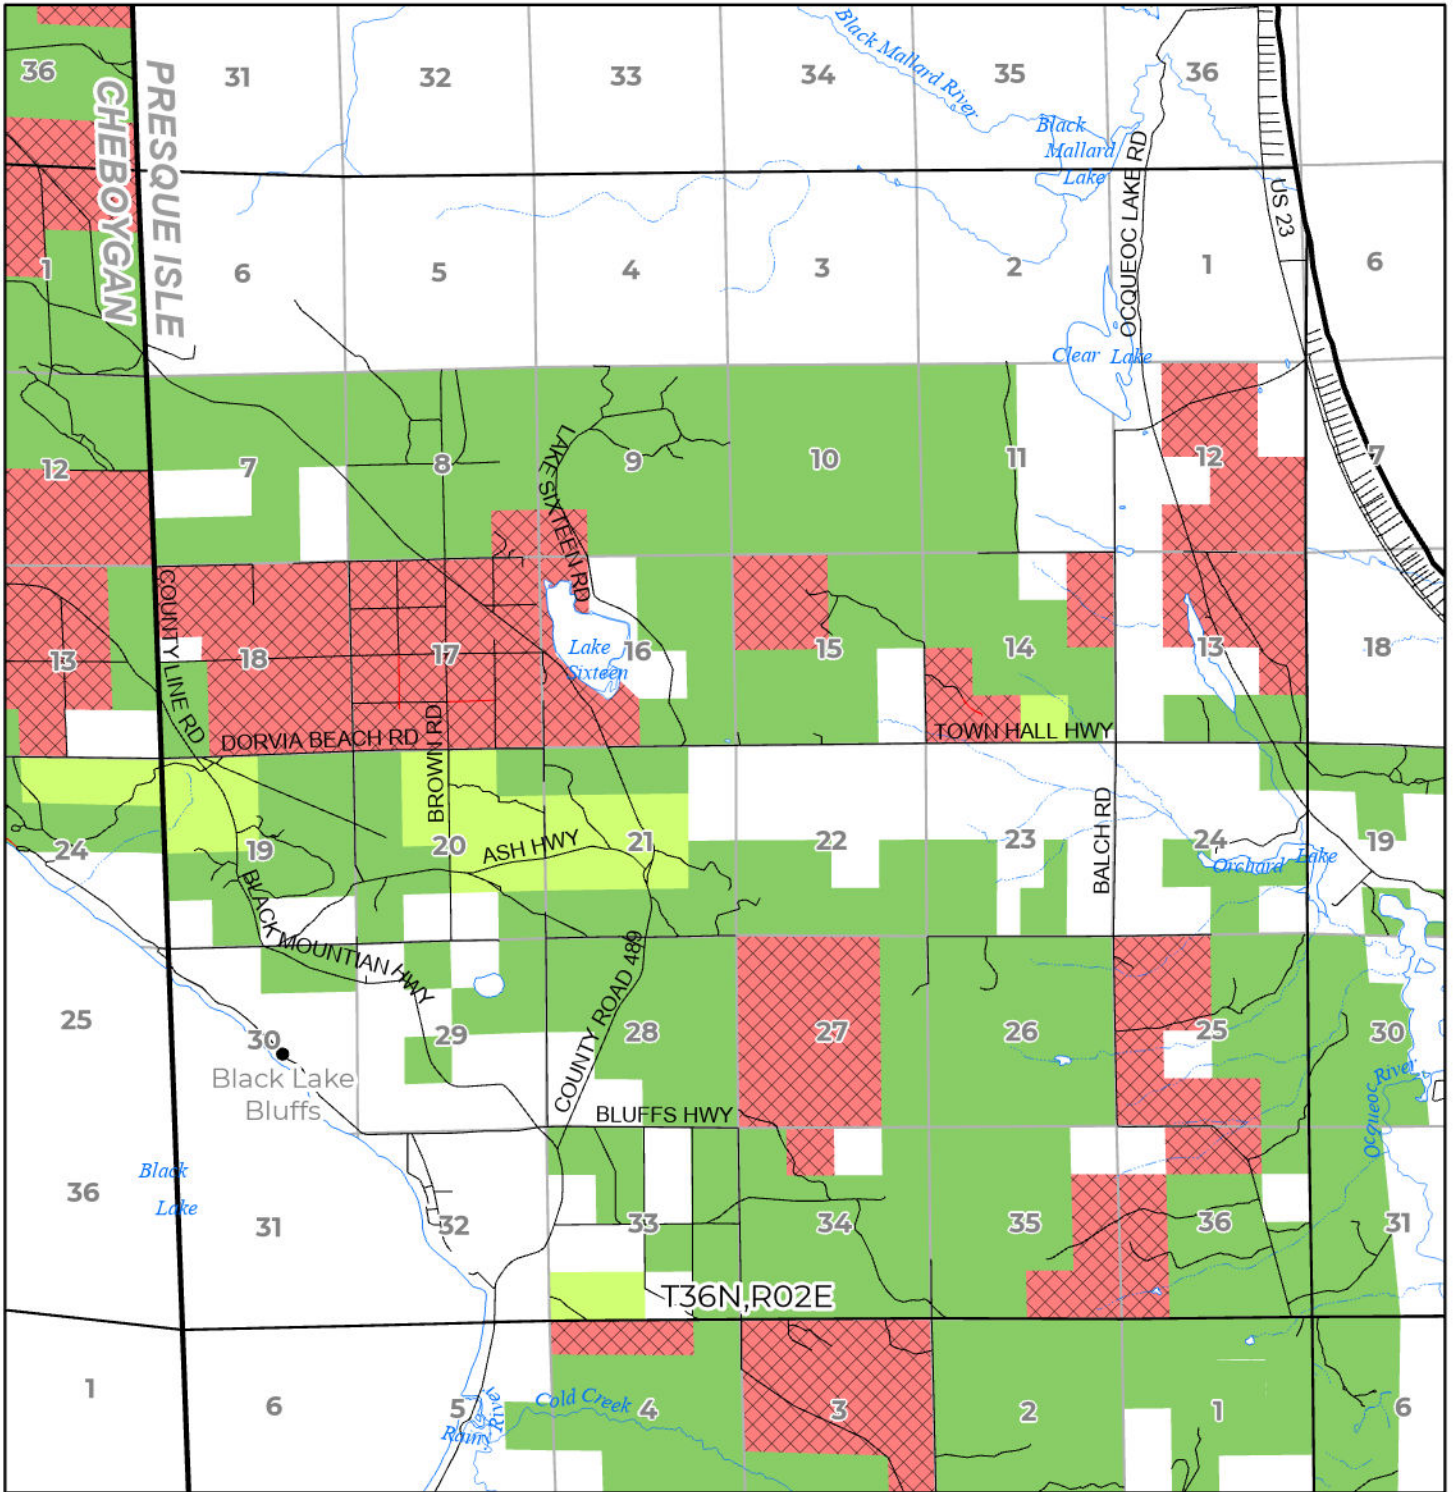 36
31
32
33
34
35
36
PRESQUE ISLE
CHEBOYGAN
Black Mallard River
Black
Mallard
Lake
OCQUEOC LAKE RD
US 23
1
6
5
4
3
2
1
6
Clear Lake
12
7
8
9
10
11
12
7
LAKE SIXTEEN RD
COUNTY LINE RD
13
18
17
Lake
Sixteen
16
15
14
13
18
DORVIA BEACH RD
BROWN RD
TOWN HALL HWY
24
19
20
ASH HWY
21
22
23
BALCH RD
24
Orchard Lake
19
BLACK MOUNTIAN HWY
COUNTY ROAD 489
25
30
Black Lake
Bluffs
29
28
27
26
25
30
BLUFFS HWY
Ocqueoc River
Black
Lake
36
31
32
33
34
35
36
31
T36N,R02E
1
6
5
Rainy River
Cold Creek
4
3
2
1
6